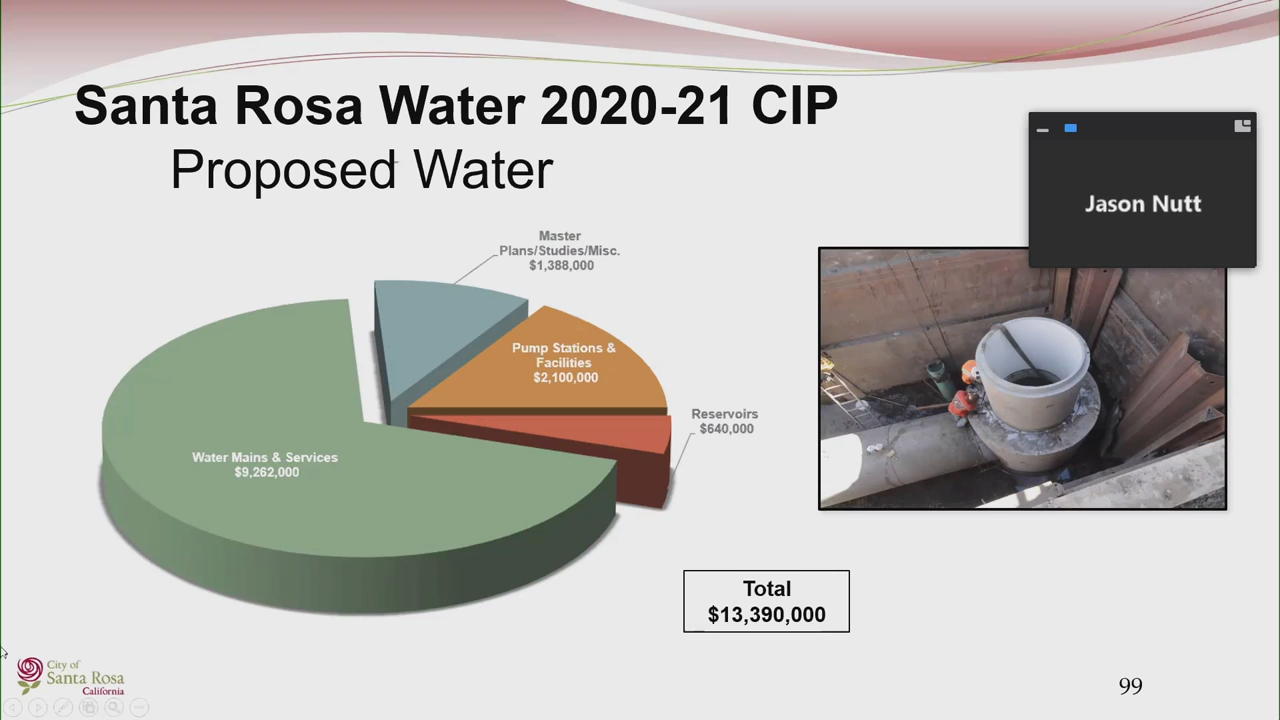 Santa Rosa Water 2020-21 CIP
Proposed Water
Jason Nutt
Master
Plans/Studies/Misc.
$1,388,000
Pump Stations &
Facilities
$2,100,000
Reservoirs
$640,000
Water Mains & Services
$9,262,000
Total
$13,390,000
City of
Santa Rosa
California
99